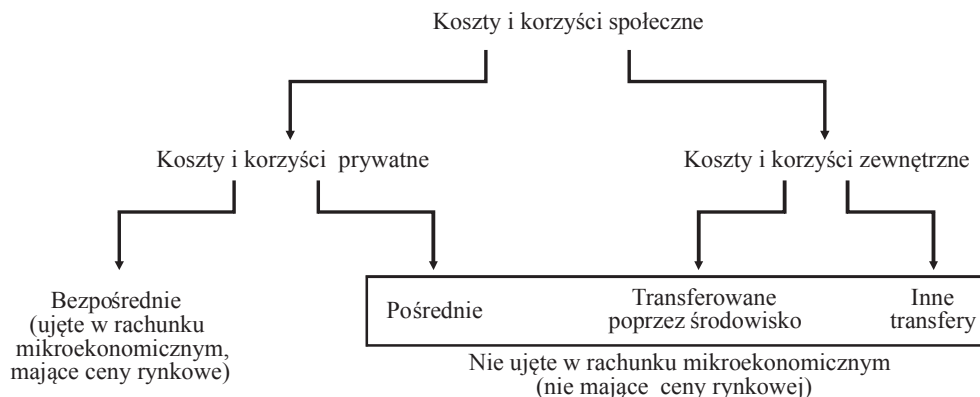 Koszty i korzyści społeczne
Koszty i korzyści prywatne
Koszty i korzyści zewnętrzne
Bezpośrednie
(ujęte w rachunku
mikroekonomicznym,
mające ceny rynkowe)
Pośrednie
Transferowane
poprzez środowisko
Inne
transfery
Nie ujęte w rachunku mikroekonomicznym
(nie mające ceny rynkowej)